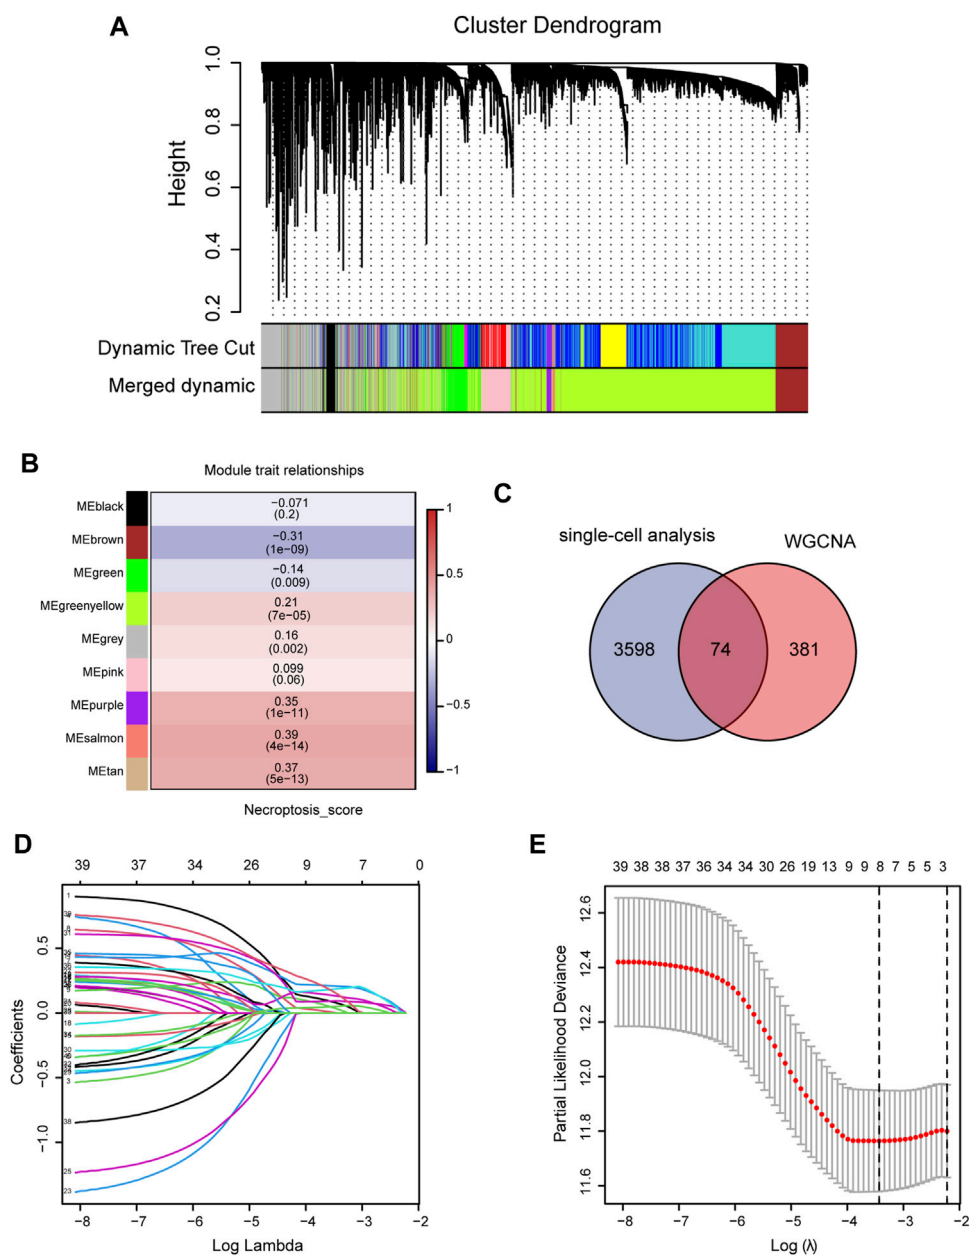 A
Cluster Dendrogram
Height
1.0
0.8
0.6
0.4
0.2
Dynamic Tree Cut
Merged dynamic
B
Module trait relationships
MEblack
−0.071
(0.2)
MEbrown
−0.31
(1e−09)
MEgreen
−0.14
(0.009)
MEgreenyellow
0.21
(7e−05)
MEgrey
0.16
(0.002)
MEpink
0.099
(0.06)
MEpurple
0.35
(1e−11)
MEsalmon
0.39
(4e−14)
MEtan
0.37
(5e−13)
1
0.5
0
−0.5
−1
Necroptosis_score
C
single-cell analysis
WGCNA
3598
74
381
D
39 37 34 26 9 7 0
Coefficients
0.5
0.0
−0.5
−1.0
1
18
3
38
25
23
−8 −7 −6 −5 −4 −3 −2
Log Lambda
E
39 38 38 37 36 34 34 30 26 19 13 9 9 8 7 5 5 3
Partial Likelihood Deviance
12.6
12.4
12.2
12.0
11.8
11.6
−8 −7 −6 −5 −4 −3 −2
Log (λ)